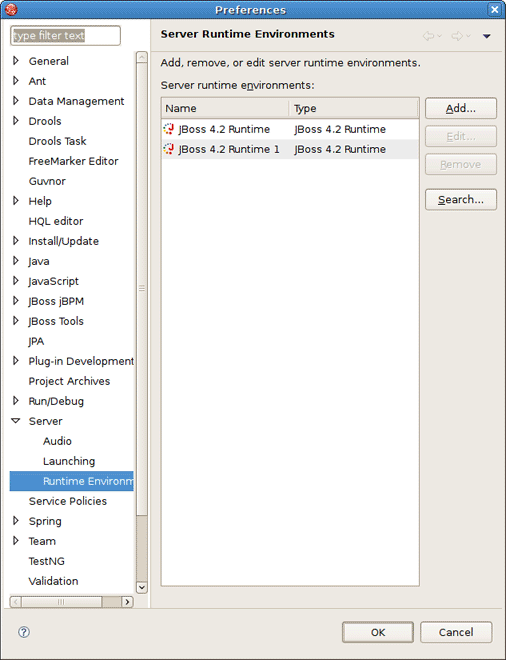 Preferences
type filter text
General
Ant
Data Management
Drools
Drools Task
FreeMarker Editor
Guvnor
Help
HQL editor
Install/Update
Java
JavaScript
JBoss jBPM
JBoss Tools
JPA
Plug-in Development
Project Archives
Run/Debug
Server
Audio
Launching
Runtime Environm
Service Policies
Spring
Team
TestNG
Validation
Server Runtime Environments
Add, remove, or edit server runtime environments.
Server runtime environments:
Name Type
JBoss 4.2 Runtime JBoss 4.2 Runtime
JBoss 4.2 Runtime 1 JBoss 4.2 Runtime
Add...
Edit...
Remove
Search...
?
OK Cancel